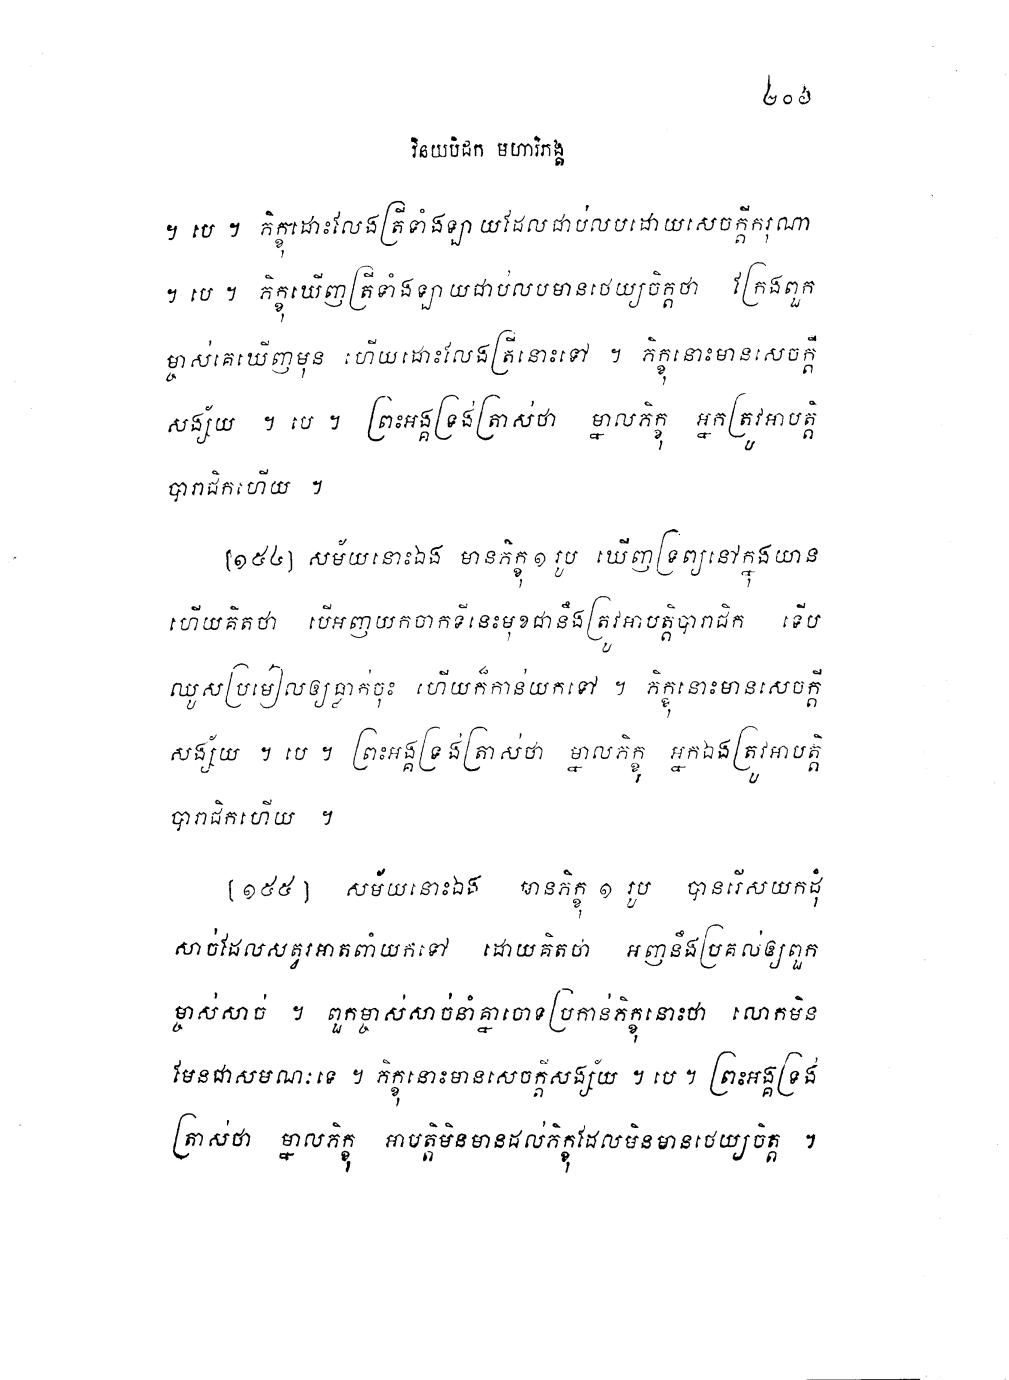 ២០៦
វិនយបិដក មហាវិភង្គ
។ បេ ។ ភិក្ខុដោះលែងត្រីទាំងឡាយដែលជាប់លបដោយសេចក្តីករុណា
។ បេ ។ ភិក្ខុឃើញត្រីទាំងឡាយជាប់លបមានថេយ្យចិត្តថា វៃក្រងពួក
ម្ចាស់គេឃើញមុន ហើយដោះលែងត្រីនោះទៅ ។ ភិក្ខុនោះមានសេចក្តី
សង្ស័យ ។ បេ ។ ព្រះអង្គទ្រង់ត្រាស់ថា ម្នាលភិក្ខុ អ្នកត្រូវអាបត្តិ
បារាជិកហើយ ។
(១៥៤) សម័យនោះឯង មានភិក្ខុ ១ រូប ឃើញទ្រព្យនៅក្នុងយាន
ហើយគិតថា បើអញយកចាកទីនេះមុខជានឹងត្រូវអាបត្តិបារាជិក ទើប
ឈូសប្រមៀលឲ្យធ្លាក់ចុះ ហើយក៏កាន់យកទៅ ។ ភិក្ខុនោះមានសេចក្តី
សង្ស័យ ។ បេ ។ ព្រះអង្គទ្រង់ត្រាស់ថា ម្នាលភិក្ខុ អ្នកឯងត្រូវអាបត្តិ
បារាជិកហើយ ។
(១៥៥) សម័យនោះឯង មានភិក្ខុ ១ រូប បានរើសយកដុំ
សាច់ដែលសត្វអាតពាំយកទៅ ដោយគិតថា អញនឹងប្រគល់ឲ្យពួក
ម្ចាស់សាច់ ។ ពួកម្ចាស់សាច់នាំគ្នាចោទប្រកាន់ភិក្ខុនោះថា លោកមិន
មែនជាសមណៈទេ ។ ភិក្ខុនោះមានសេចក្តីសង្ស័យ ។ បេ ។ ព្រះអង្គទ្រង់
ត្រាស់ថា ម្នាលភិក្ខុ អាបត្តិមិនមានដល់ភិក្ខុដែលមិនមានថេយ្យចិត្ត ។